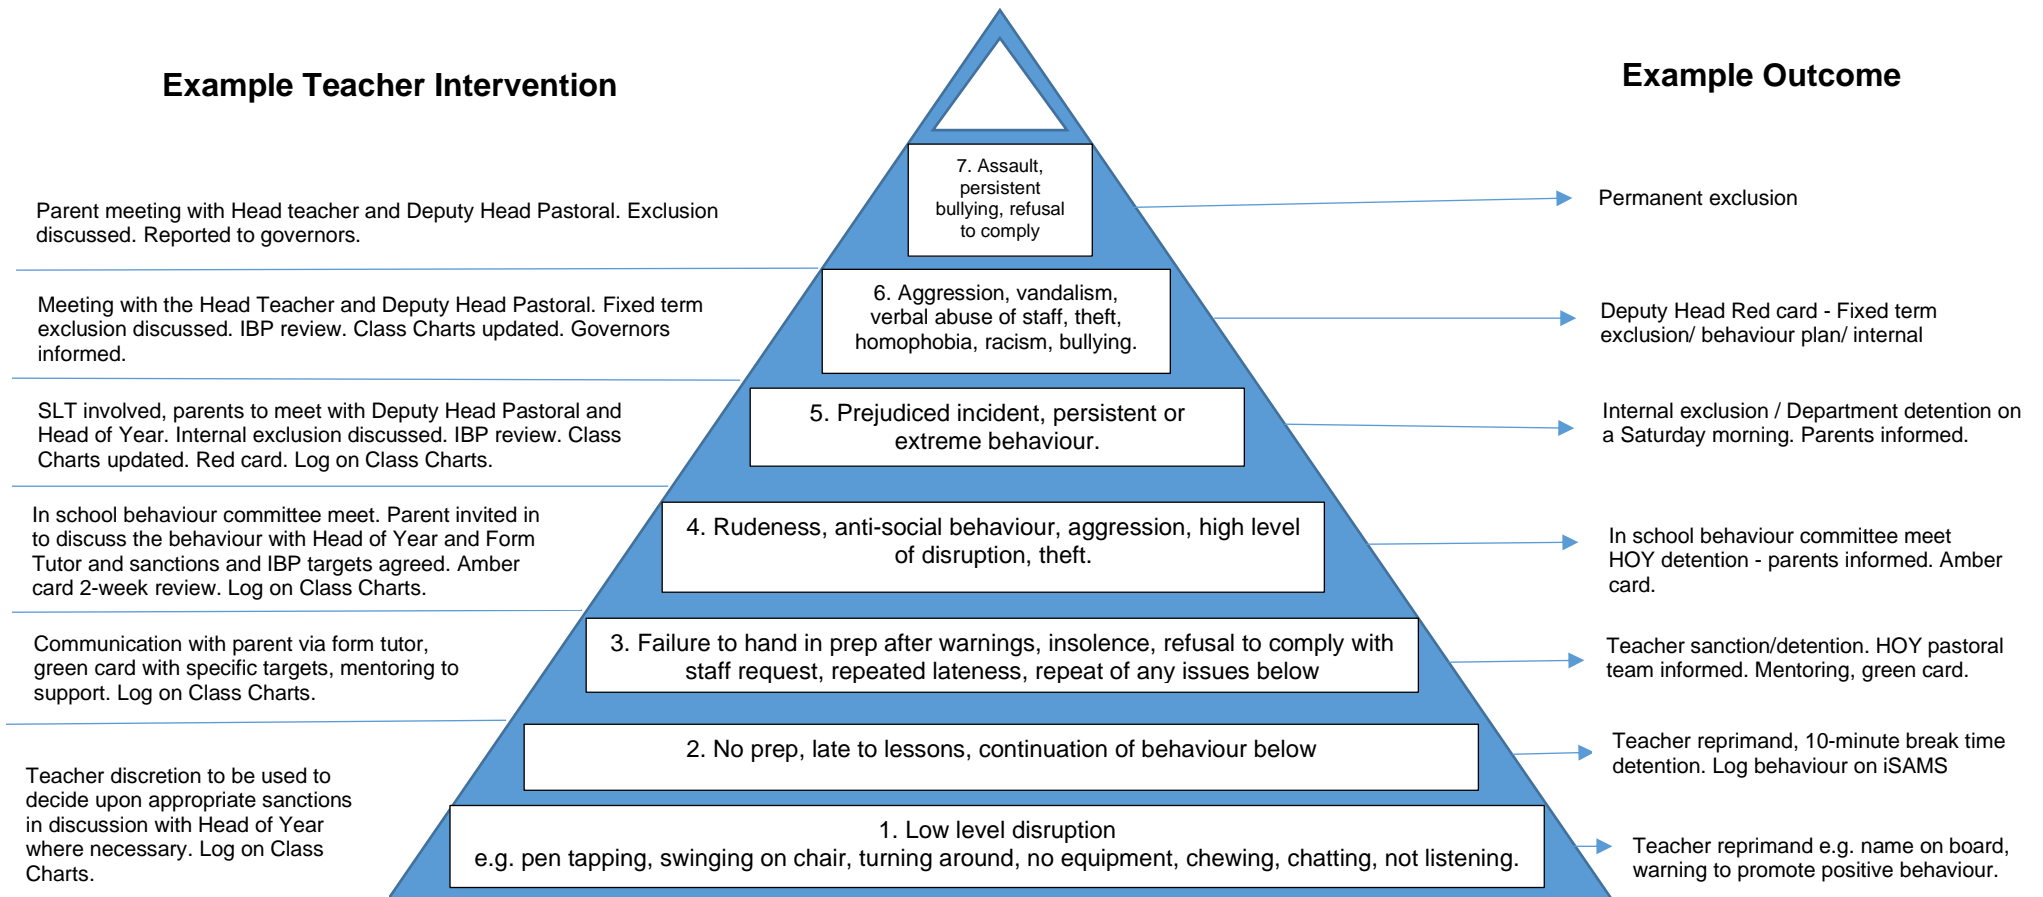 Example Teacher Intervention
Example Outcome
7. Assault,
persistent
bullying, refusal
to comply
Parent meeting with Head teacher and Deputy Head Pastoral. Exclusion
discussed. Reported to governors.
Permanent exclusion
Meeting with the Head Teacher and Deputy Head Pastoral. Fixed term
exclusion discussed. IBP review. Class Charts updated. Governors
informed.
6. Aggression, vandalism,
verbal abuse of staff, theft,
homophobia, racism, bullying.
Deputy Head Red card - Fixed term
exclusion/ behaviour plan/ internal
SLT involved, parents to meet with Deputy Head Pastoral and
Head of Year. Internal exclusion discussed. IBP review. Class
Charts updated. Red card. Log on Class Charts.
5. Prejudiced incident, persistent or
extreme behaviour.
Internal exclusion / Department detention on
a Saturday morning. Parents informed.
In school behaviour committee meet. Parent invited in
to discuss the behaviour with Head of Year and Form
Tutor and sanctions and IBP targets agreed. Amber
card 2-week review. Log on Class Charts.
4. Rudeness, anti-social behaviour, aggression, high level
of disruption, theft.
In school behaviour committee meet
HOY detention - parents informed. Amber
card.
Communication with parent via form tutor,
green card with specific targets, mentoring to
support. Log on Class Charts.
3. Failure to hand in prep after warnings, insolence, refusal to comply with
staff request, repeated lateness, repeat of any issues below
Teacher sanction/detention. HOY pastoral
team informed. Mentoring, green card.
2. No prep, late to lessons, continuation of behaviour below
Teacher reprimand, 10-minute break time
detention. Log behaviour on iSAMS
Teacher discretion to be used to
decide upon appropriate sanctions
in discussion with Head of Year
where necessary. Log on Class
Charts.
1. Low level disruption
e.g. pen tapping, swinging on chair, turning around, no equipment, chewing, chatting, not listening.
Teacher reprimand e.g. name on board,
warning to promote positive behaviour.